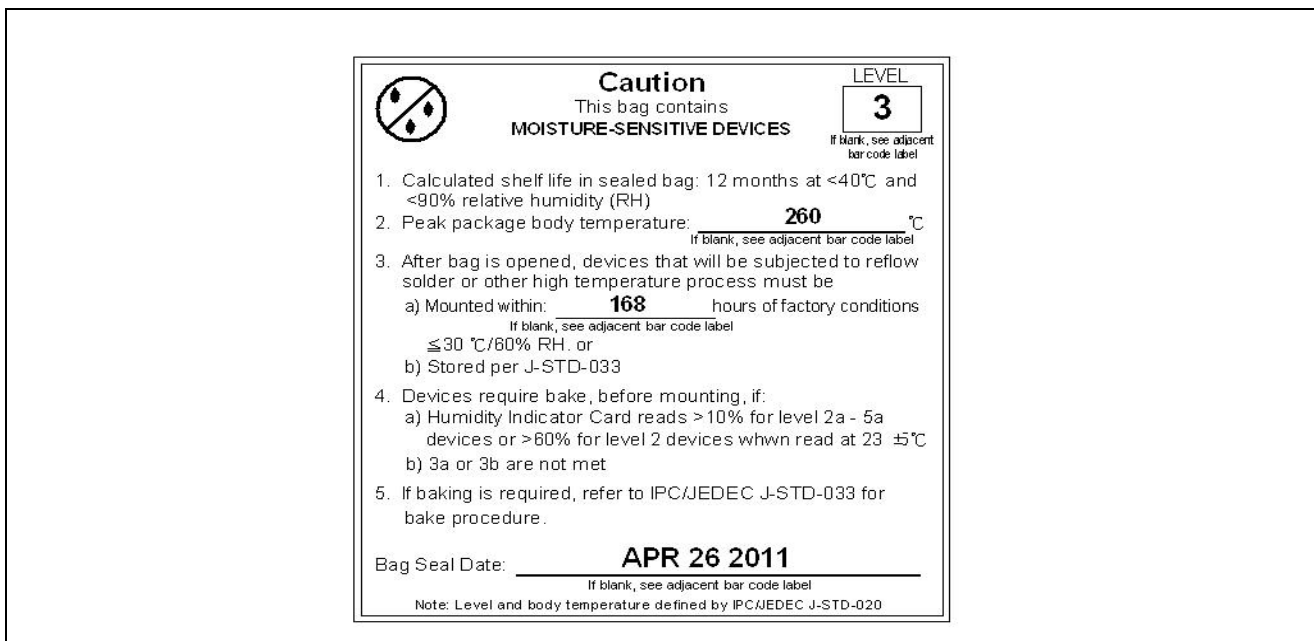 Caution
This bag contains
MOISTURE-SENSITIVE DEVICES
LEVEL
3
If blank, see adjacent
bar code label
1. Calculated shelf life in sealed bag: 12 months at <40℃ and
<90% relative humidity (RH)
2. Peak package body temperature: 260 ℃
If blank, see adjacent bar code label
3. After bag is opened, devices that will be subjected to reflow
solder or other high temperature process must be
a) Mounted within: 168 hours of factory conditions
If blank, see adjacent bar code label
≦30 ℃/60% RH. or
b) Stored per J-STD-033
4. Devices require bake, before mounting, if:
a) Humidity Indicator Card reads >10% for level 2a - 5a
devices or >60% for level 2 devices whwn read at 23 ±5℃
b) 3a or 3b are not met
5. If baking is required, refer to IPC/JEDEC J-STD-033 for
bake procedure.
Bag Seal Date: APR 26 2011
If blank, see adjacent bar code label
Note: Level and body temperature defined by IPC/JEDEC J-STD-020